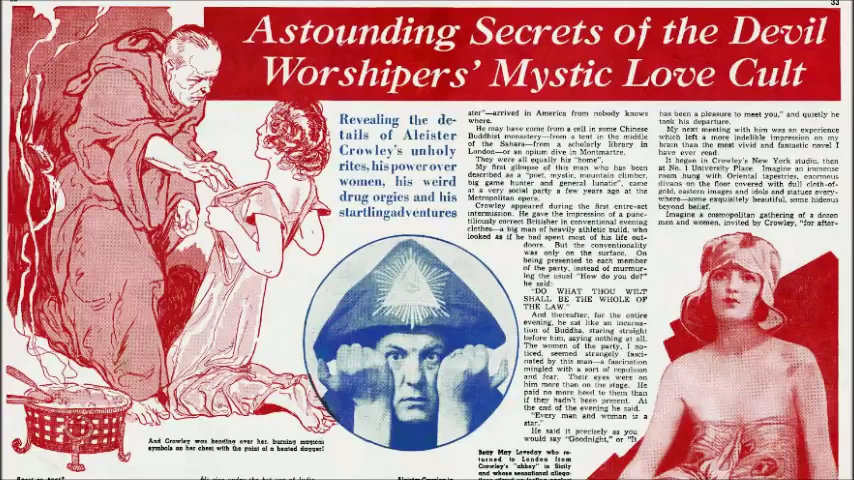 33
Astounding Secrets of the Devil
Worshipers' Mystic Love Cult
Revealing the de-
tails of Aleister
Crowley's unholy
rites, his power over
women, his weird
drug orgies and his
startling adventures
ster"—arrived in America from nobody knows
where.
He may have come from a cell in some Chinese
Buddhist monastery—from a tent in the middle
of the Sahara—from a scholarly library in
London—or an opium dive in Montmartre.
They were all equally his "home".
My first glimpse of this man who has been
described as a "poet, mystic, mountain climber,
big game hunter and general lunatic", came
at a very social party a few years ago at the
Metropolitan opera.
Crowley appeared during the first entre-act
intermission. He gave the impression of a punc-
tiliously correct Britisher in conventional evening
clothes—a big man of heavily athletic build, who
looked as if he had spent most of his life out-
doors. But the conventionality
was only on the surface. On
being presented to each member
of the party, instead of murmur-
ing the usual "How do you do?"
he said:
"DO WHAT THOU WILT
SHALL BE THE WHOLE OF
THE LAW."
And thereafter, for the entire
evening, he sat like an incarna-
tion of Buddha, staring straight
before him, saying nothing at all.
The women of the party, I no-
ticed, seemed strangely fasci-
nated by this man—a fascination
mingled with a sort of repulsion
and fear. Their eyes were on
him more than on the stage. He
paid no more heed to them than
if they hadn't been present. At
the end of the evening he said.
"Every man and woman is a
star."
He said it precisely as you
would say "Goodnight," or "It
has been a pleasure to meet you," and quietly he
took his departure.
My next meeting with him was an experience
which left a more indelible impression on my
brain than the most vivid and fantastic novel I
have ever read.
It began in Crowley's New York studio, then
at No. 1 University Place. Imagine an immense
room hung with Oriental tapestries, enormous
divans on the floor covered with dull cloth-of-
gold, eastern images and idols and statues every-
where—some exquisitely beautiful, some hideous
beyond belief.
Imagine a cosmopolitan gathering of a dozen
men and women, invited by Crowley, "for after-
And Crowley was bending over her, burning magical
symbols on her chest with the point of a heated dagger!
Betty May Loveday who re-
turned to London from
Crowley's "abbey" in Sicily
and whose sensational allega-